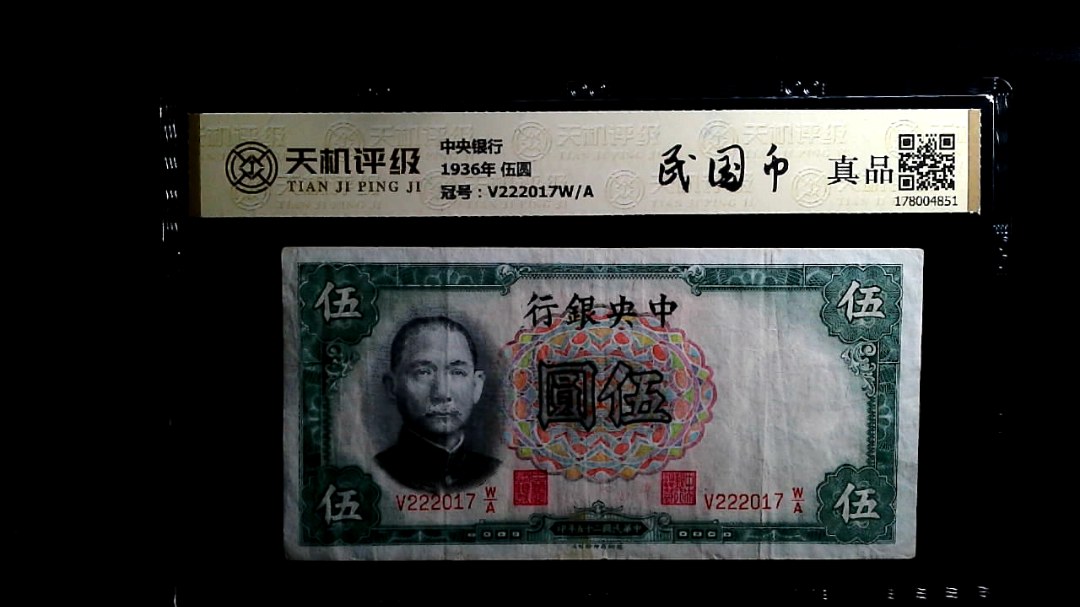 天机评级
TIAN JI PING JI
中央银行
1936年 伍圆
冠号：V222017W/A
民国币
真品
178004851
伍
伍
行銀央中
圓伍
V222017 W/A
V222017 W/A
伍
伍